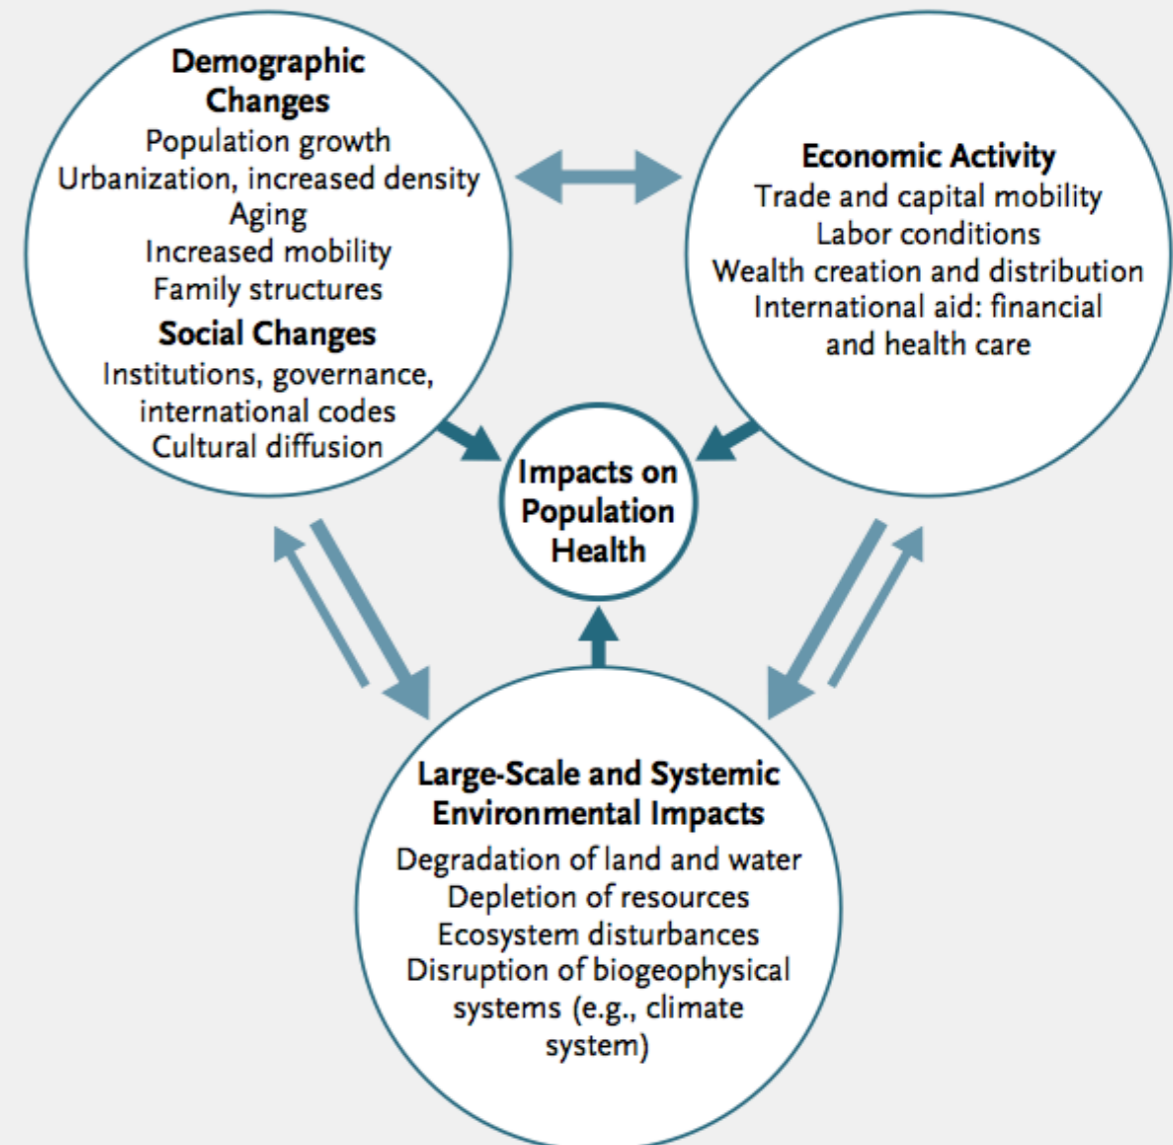 Demographic
Changes
Population growth
Urbanization, increased density
Aging
Increased mobility
Family structures
Social Changes
Institutions, governance,
international codes
Cultural diffusion
Economic Activity
Trade and capital mobility
Labor conditions
Wealth creation and distribution
International aid: financial
and health care
Impacts on
Population
Health
Large-Scale and Systemic
Environmental Impacts
Degradation of land and water
Depletion of resources
Ecosystem disturbances
Disruption of biogeophysical
systems (e.g., climate
system)